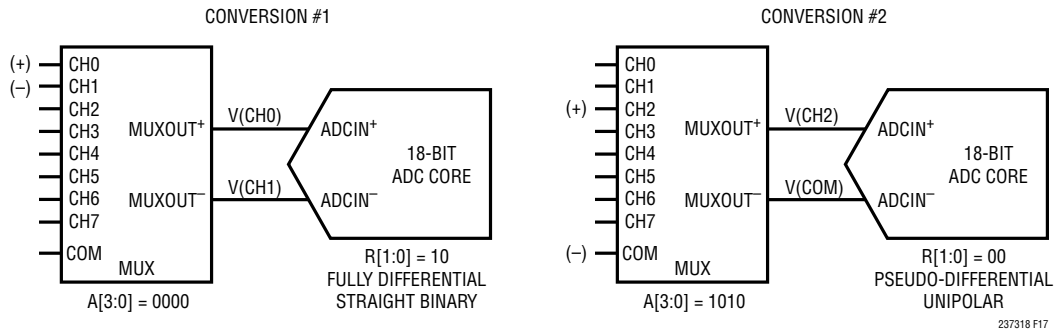 CONVERSION #1
(+) CH0
(–) CH1
CH2
CH3
CH4
CH5
CH6
CH7
COM
MUX
MUXOUT+
MUXOUT–
V(CH0)
V(CH1)
ADCIN+
ADCIN–
18-BIT
ADC CORE
A[3:0] = 0000
R[1:0] = 10
FULLY DIFFERENTIAL
STRAIGHT BINARY
CONVERSION #2
CH0
CH1
(+) CH2
CH3
CH4
CH5
CH6
CH7
(–) COM
MUX
MUXOUT+
MUXOUT–
V(CH2)
V(COM)
ADCIN+
ADCIN–
18-BIT
ADC CORE
A[3:0] = 1010
R[1:0] = 00
PSEUDO-DIFFERENTIAL
UNIPOLAR
237318 F17